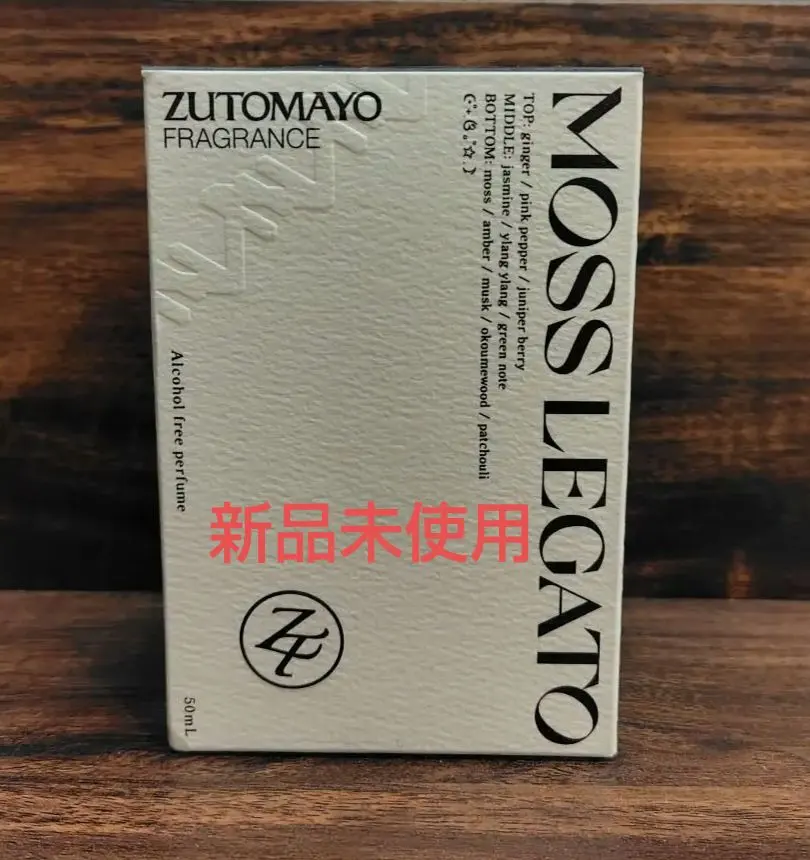 ZUTOMAYO
FRAGRANCE
MOSS LEGATO
TOP: ginger / pink pepper / juniper berry
MIDDLE: jasmine / ylang ylang / green note
BOTTOM: moss / amber / musk / okoumewood / patchouli
Alcohol free perfume
新品未使用
50mL